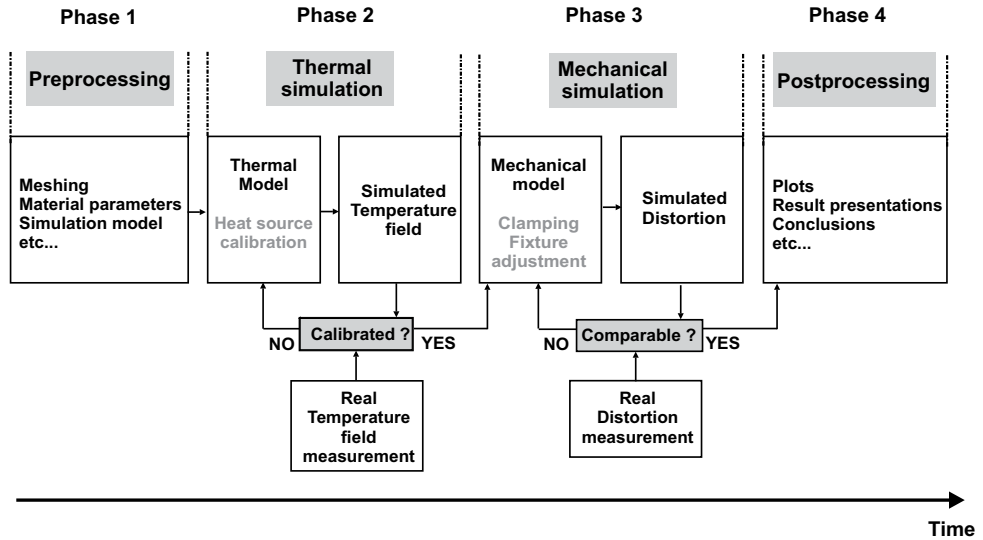 Phase 1
Phase 2
Phase 3
Phase 4
Preprocessing
Thermal
simulation
Mechanical
simulation
Postprocessing
Meshing
Material parameters
Simulation model
etc...
Thermal
Model
Heat source
calibration
Simulated
Temperature
field
Mechanical
model
Clamping
Fixture
adjustment
Simulated
Distortion
Plots
Result presentations
Conclusions
etc...
NO
Calibrated ?
YES
NO
Comparable ?
YES
Real
Temperature
field
measurement
Real
Distortion
measurement
Time